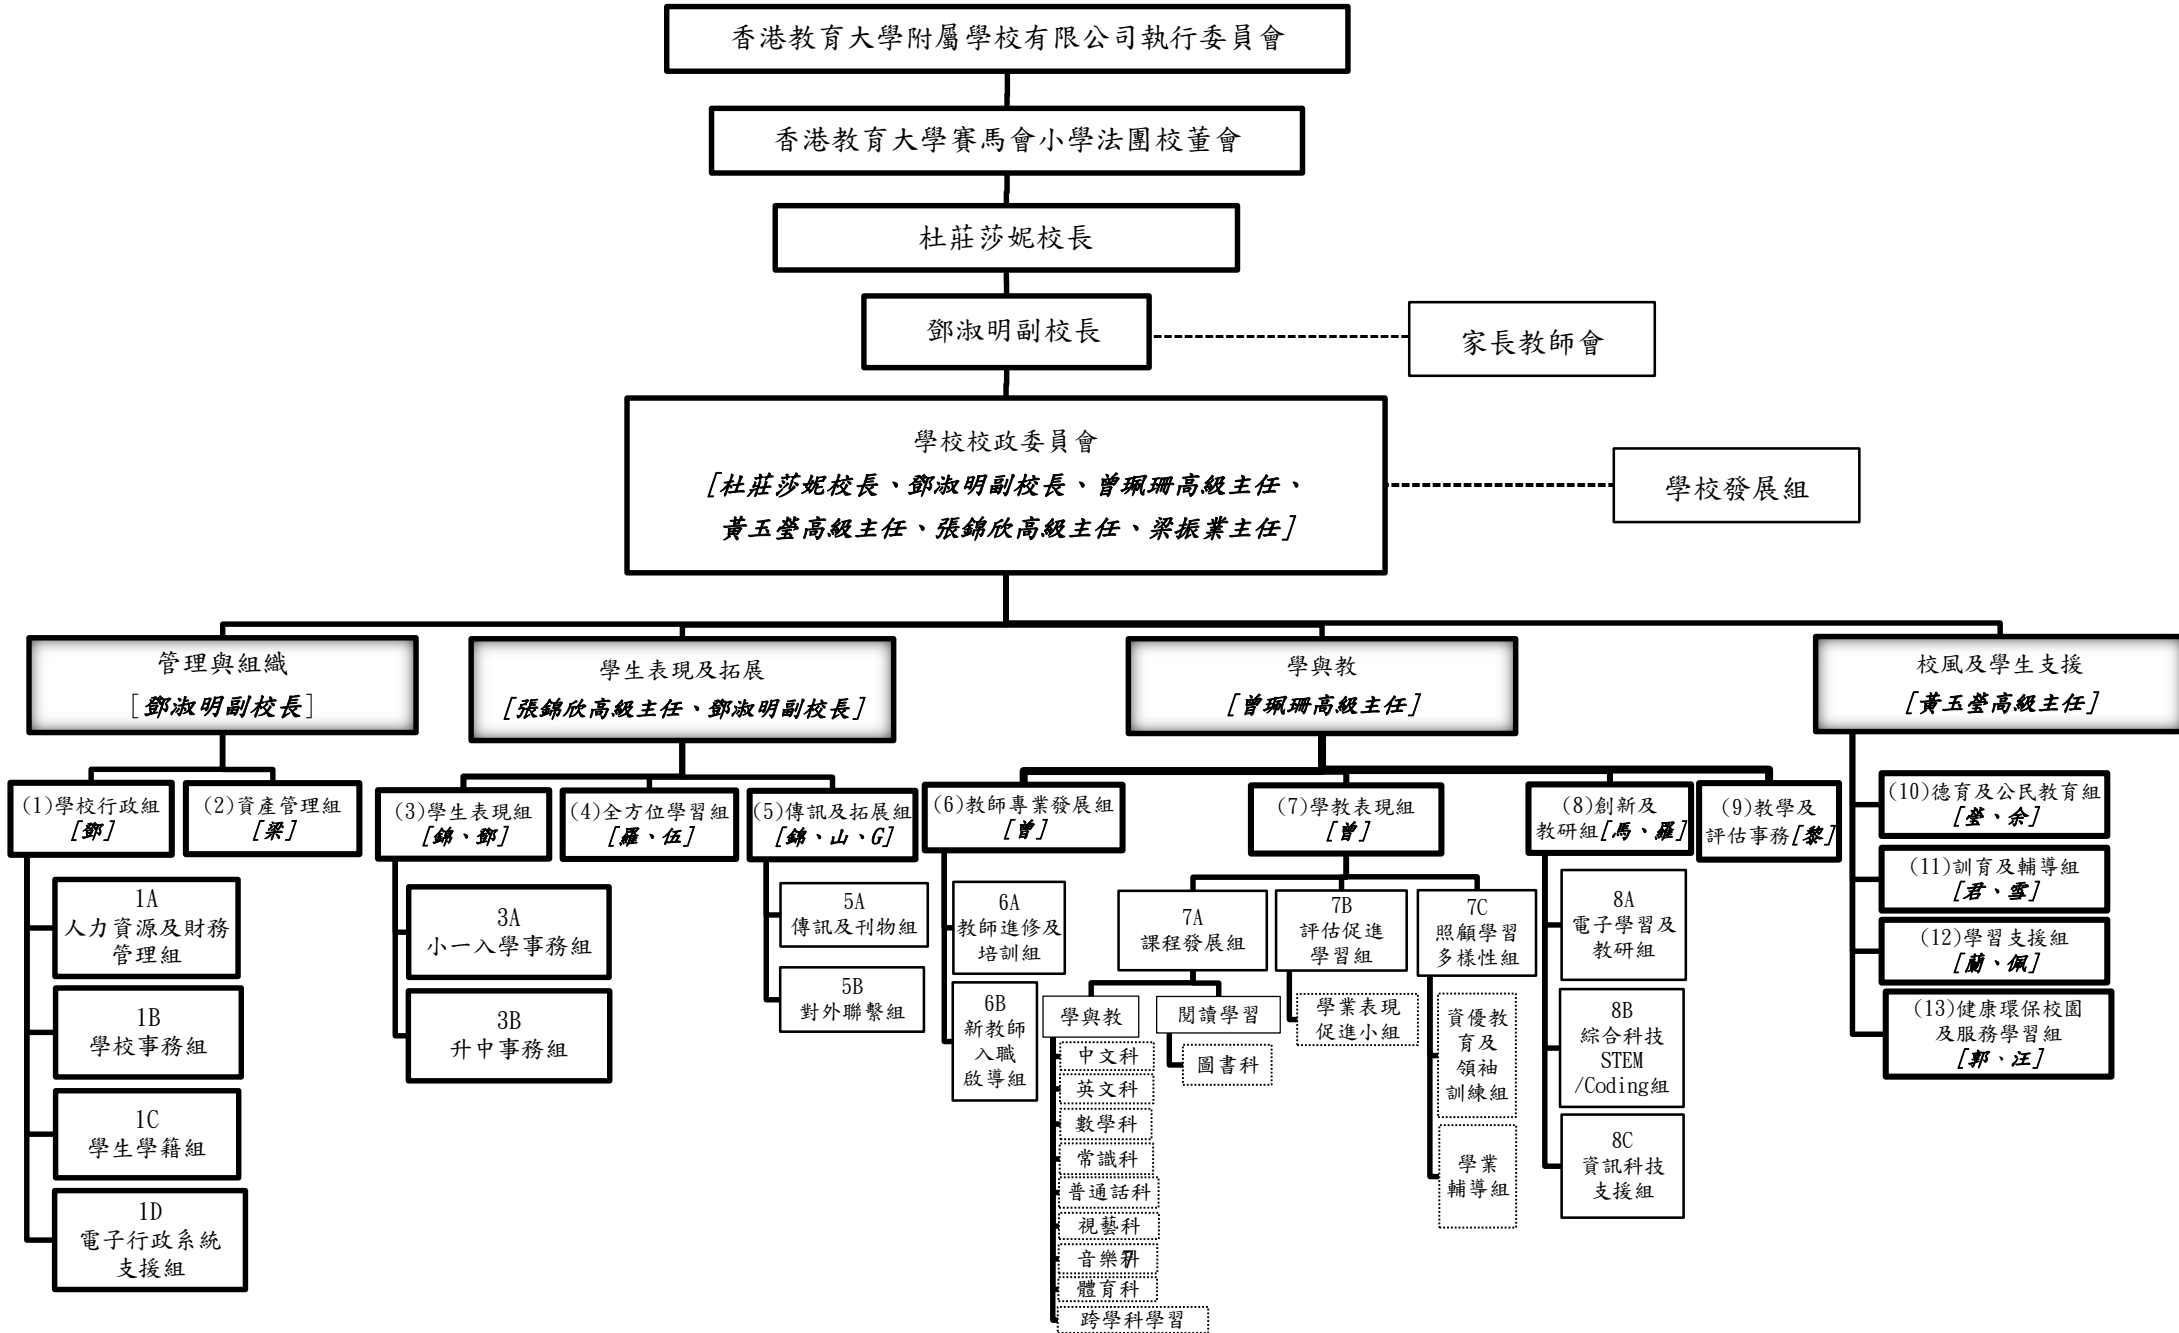 香港教育大學附屬學校有限公司執行委員會
香港教育大學賽馬會小學法團校董會
杜莊莎妮校長
鄧淑明副校長
家長教師會
學校校政委員會
[杜莊莎妮校長、鄧淑明副校長、曾珮珊高級主任、
黃玉瑩高級主任、張錦欣高級主任、梁振業主任]
學校發展組
管理與組織
[鄧淑明副校長]
學生表現及拓展
[張錦欣高級主任、鄧淑明副校長]
學與教
[曾珮珊高級主任]
校風及學生支援
[黃玉瑩高級主任]
(1)學校行政組
[鄧]
(2)資產管理組
[梁]
(3)學生表現組
[錦、鄧]
(4)全方位學習組
[羅、伍]
(5)傳訊及拓展組
[錦、山、G]
(6)教師專業發展組
[曾]
(7)學教表現組
[曾]
(8)創新及
教研組[馬、羅]
(9)教學及
評估事務[黎]
(10)德育及公民教育組
[瑩、余]
(11)訓育及輔導組
[君、雪]
(12)學習支援組
[蘭、佩]
(13)健康環保校園
及服務學習組
[郭、汪]
1A
人力資源及財務
管理組
1B
學校事務組
1C
學生學籍組
1D
電子行政系統
支援組
3A
小一入學事務組
3B
升中事務組
5A
傳訊及刊物組
5B
對外聯繫組
6A
教師進修及
培訓組
6B
新教師
入職
啟導組
7A
課程發展組
學與教
中文科
英文科
數學科
常識科
普通話科
視藝科
音樂科
7
體育科
跨學科學習
閱讀學習
圖書科
7B
評估促進
學習組
學業表現
促進小組
7C
照顧學習
多樣性組
資優教
育及
領袖
訓練組
學業
輔導組
8A
電子學習及
教研組
8B
綜合科技
STEM
/Coding組
8C
資訊科技
支援組